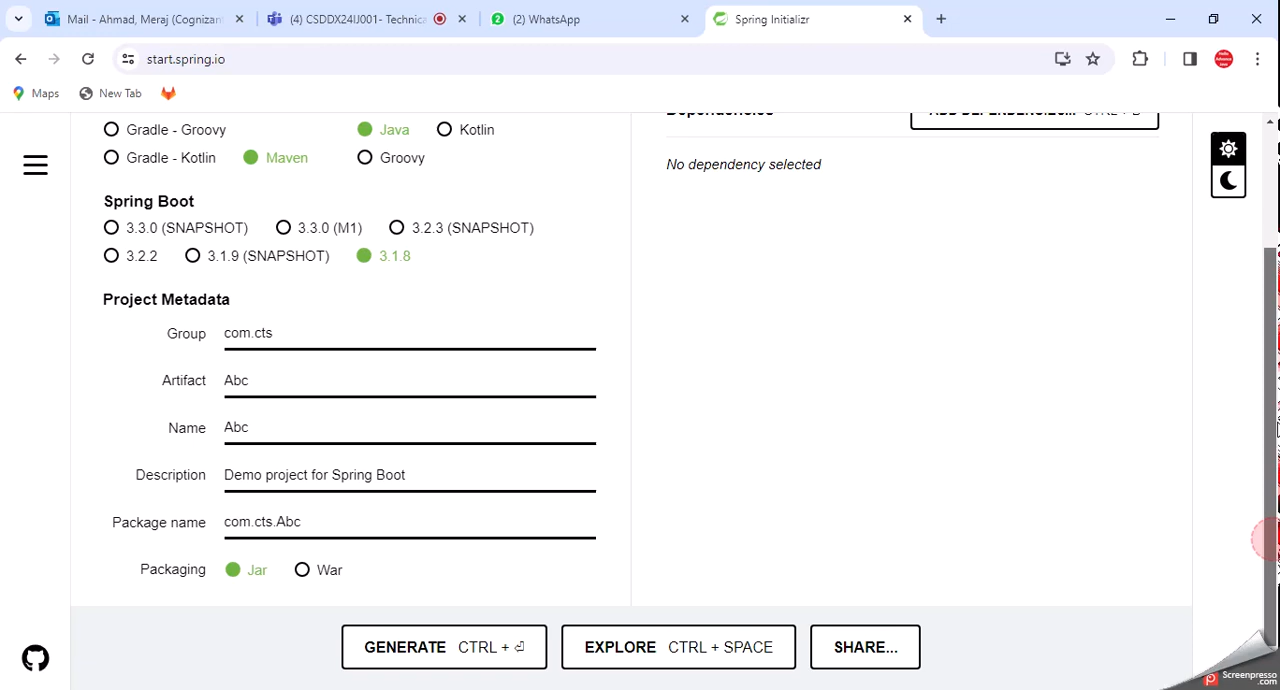 Mail - Ahmad, Meraj (Cognizan
(4) CSDDX24IJ001- Technica
(2) WhatsApp
Spring Initializr
start.spring.io
Maps
New Tab
Gradle - Groovy
Java
Kotlin
No dependency selected
Gradle - Kotlin
Maven
Groovy
Spring Boot
3.3.0 (SNAPSHOT)
3.3.0 (M1)
3.2.3 (SNAPSHOT)
3.2.2
3.1.9 (SNAPSHOT)
3.1.8
Project Metadata
Group
com.cts
Artifact
Abc
Name
Abc
Description
Demo project for Spring Boot
Package name
com.cts.Abc
Packaging
Jar
War
GENERATE CTRL + ⏎
EXPLORE CTRL + SPACE
SHARE...
Screenpresso
.com